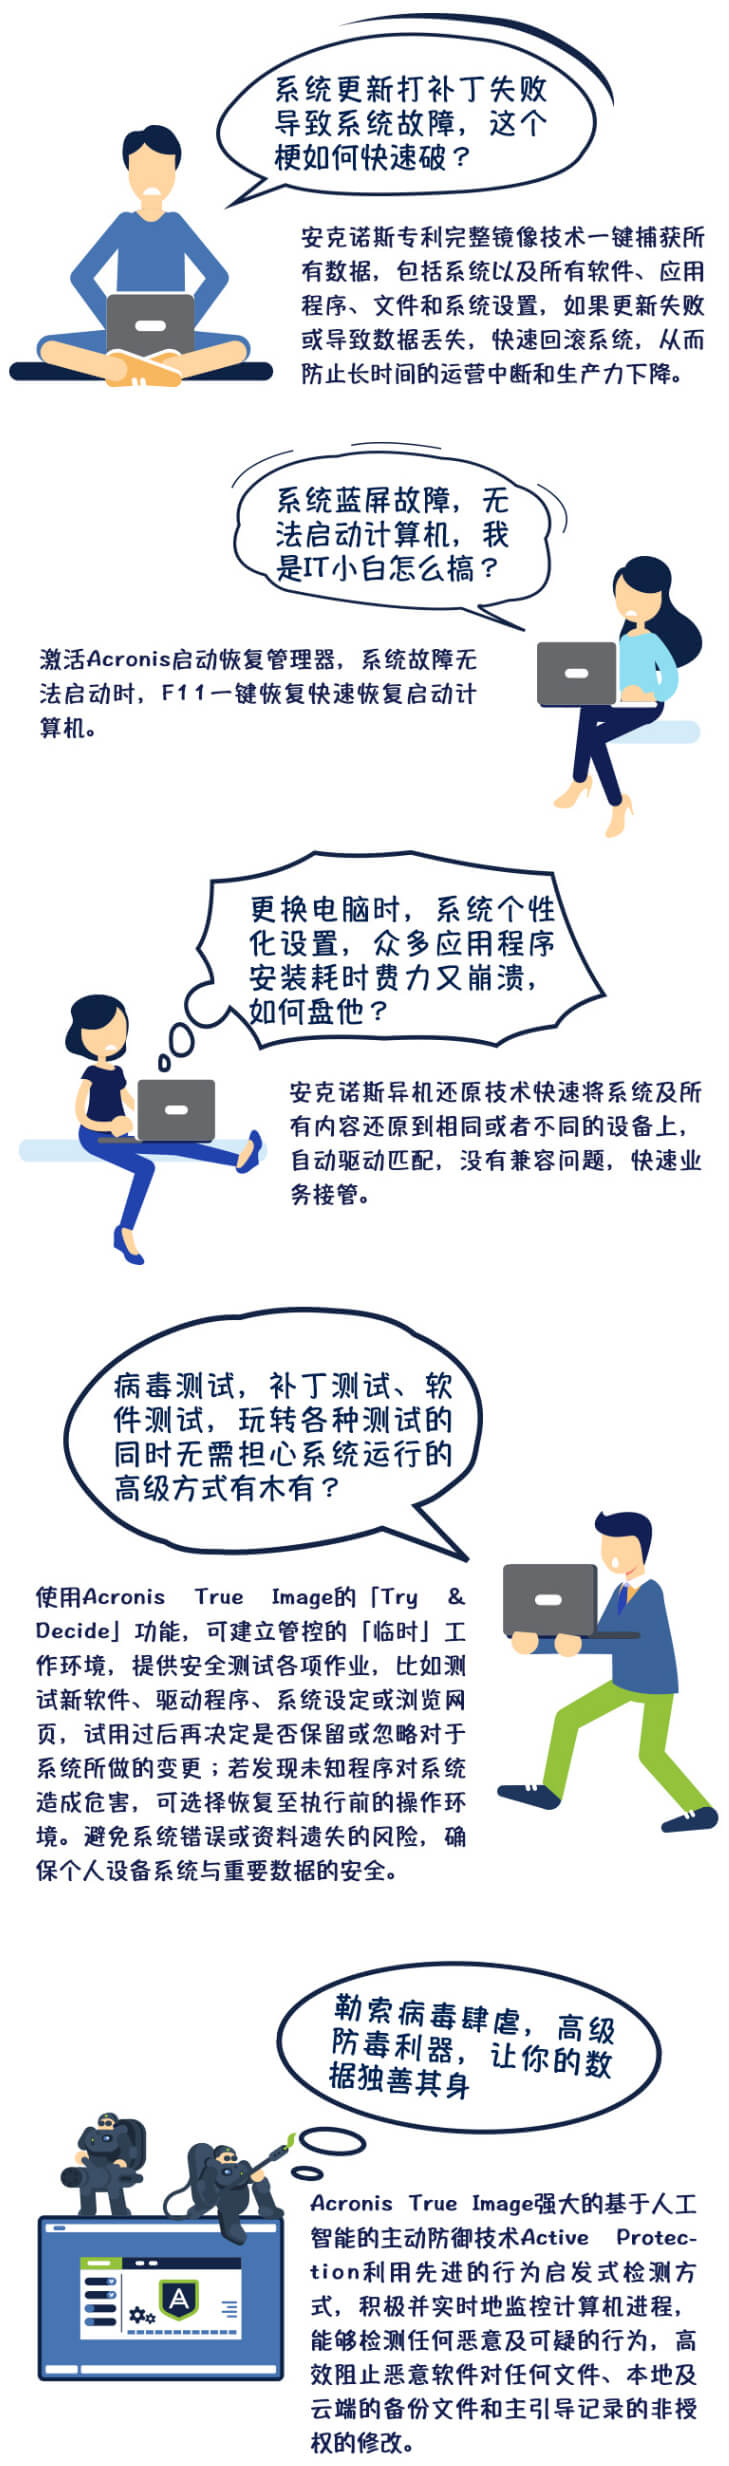 系统更新打补丁失败
导致系统故障，这个
梗如何快速破？
安克诺斯专利完整镜像技术一键捕获所
有数据，包括系统以及所有软件、应用
程序、文件和系统设置，如果更新失败
或导致数据丢失，快速回滚系统，从而
防止长时间的运营中断和生产力下降。
系统蓝屏故障，无
法启动计算机，我
是IT小白怎么搞？
激活Acronis启动恢复管理器，系统故障无
法启动时，F11一键恢复快速恢复启动计
算机。
更换电脑时，系统个性
化设置，众多应用程序
安装耗时费力又崩溃，
如何盘他？
安克诺斯异机还原技术快速将系统及所
有内容还原到相同或者不同的设备上，
自动驱动匹配，没有兼容问题，快速业
务接管。
病毒测试，补丁测试、软
件测试，玩转各种测试的
同时无需担心系统运行的
高级方式有木有？
使用Acronis True Image的「Try &
Decide」功能，可建立管控的「临时」工
作环境，提供安全测试各项作业，比如测
试新软件、驱动程序、系统设定或浏览网
页，试用过后再决定是否保留或忽略对于
系统所做的变更；若发现未知程序对系统
造成危害，可选择恢复至执行前的操作环
境。避免系统错误或资料遗失的风险，确
保个人设备系统与重要数据的安全。
勒索病毒肆虐，高级
防毒利器，让你的数
据独善其身
Acronis True Image强大的基于人工
智能的主动防御技术Active Protec-
tion利用先进的行为启发式检测方
式，积极并实时地监控计算机进程，
能够检测任何恶意及可疑的行为，高
效阻止恶意软件对任何文件、本地及
云端的备份文件和主引导记录的非授
权的修改。
A